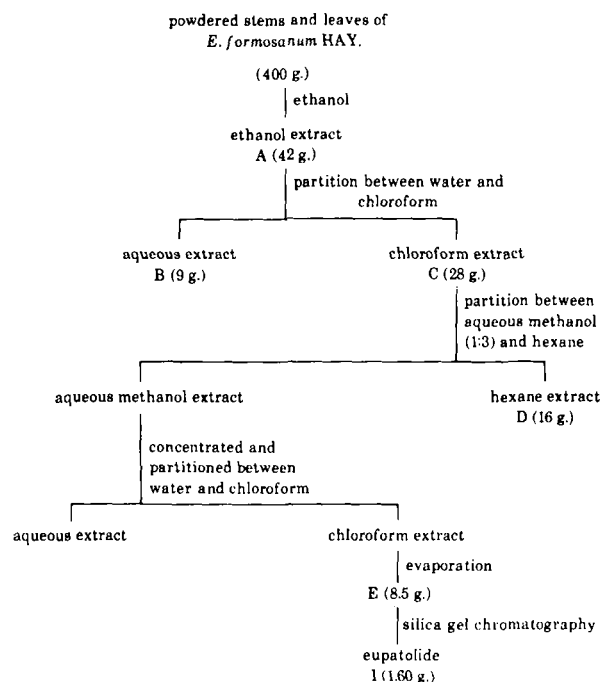 powdered stems and leaves of
E. formosanum HAY.
(400 g.)
ethanol
ethanol extract
A (42 g.)
partition between water and
chloroform
aqueous extract
B (9 g.)
chloroform extract
C (28 g.)
partition between
aqueous methanol
(1:3) and hexane
aqueous methanol extract
hexane extract
D (16 g.)
concentrated and
partitioned between
water and chloroform
aqueous extract
chloroform extract
evaporation
E (8.5 g.)
silica gel chromatography
eupatolide
1 (1.60 g.)